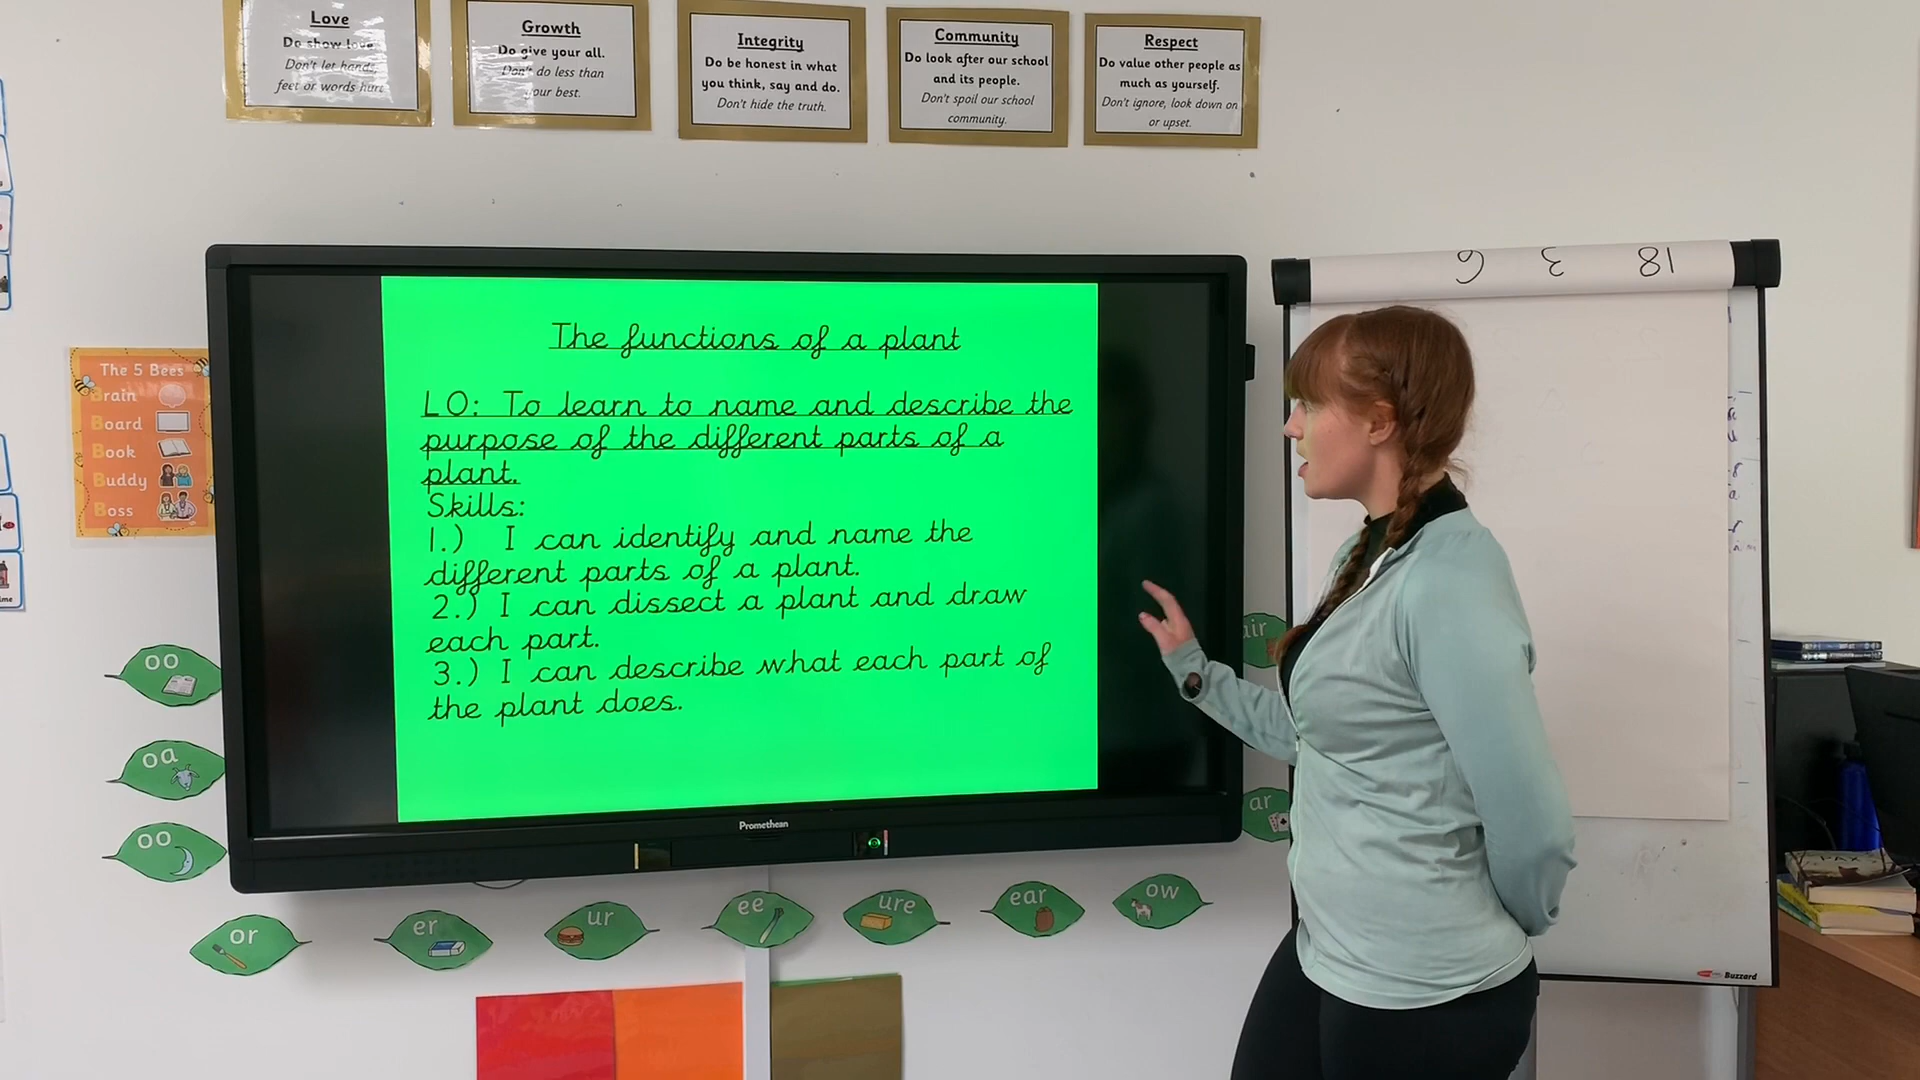 Love
Do show love.
Don't let hands,
feet or words hurt
Growth
Do give your all.
Don't do less than
your best.
Integrity
Do be honest in what
you think, say and do.
Don't hide the truth.
Community
Do look after our school
and its people.
Don't spoil our school
community.
Respect
Do value other people as
much as yourself.
Don't ignore, look down on
or upset.
18 3 6
The 5 Bees
Brain
Board
Book
Buddy
Boss
The functions of a plant
LO: To learn to name and describe the
purpose of the different parts of a
plant.
Skills:
1.) I can identify and name the
different parts of a plant.
2.) I can dissect a plant and draw
each part.
3.) I can describe what each part of
the plant does.
Promethean
oo
oa
oo
or
er
ur
ee
ure
ear
ow
air
ar
PAX
Buzzard